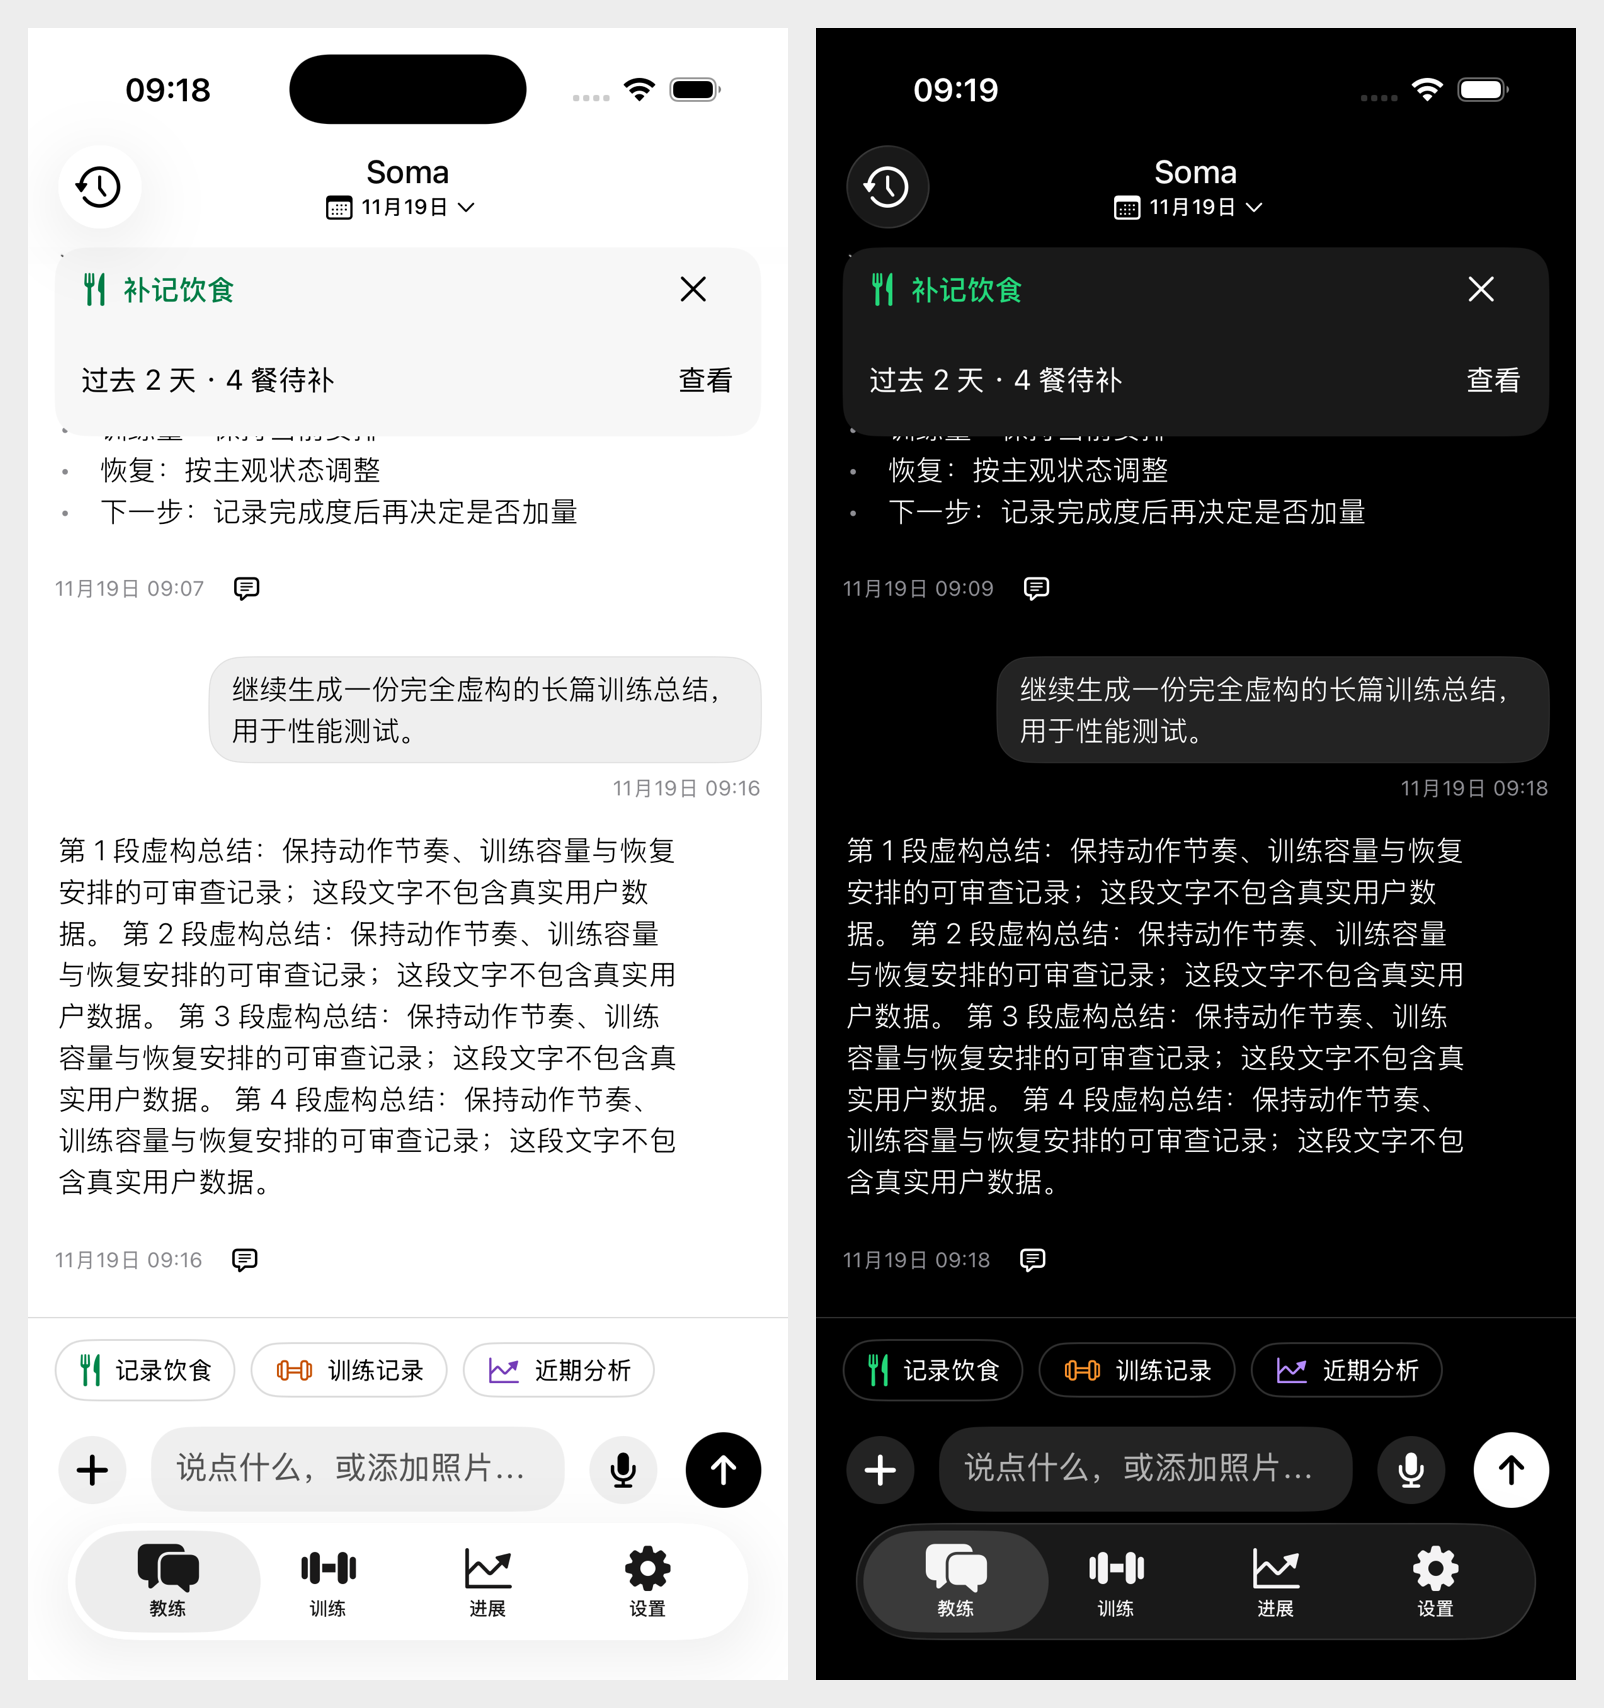 09:18
Soma
11月19日
补记饮食
过去 2 天 · 4 餐待补
查看
训练量：保持当前安排
• 恢复：按主观状态调整
• 下一步：记录完成度后再决定是否加量
11月19日 09:07
继续生成一份完全虚构的长篇训练总结，
用于性能测试。
11月19日 09:16
第 1 段虚构总结：保持动作节奏、训练容量与恢复
安排的可审查记录；这段文字不包含真实用户数
据。 第 2 段虚构总结：保持动作节奏、训练容量
与恢复安排的可审查记录；这段文字不包含真实用
户数据。 第 3 段虚构总结：保持动作节奏、训练
容量与恢复安排的可审查记录；这段文字不包含真
实用户数据。 第 4 段虚构总结：保持动作节奏、
训练容量与恢复安排的可审查记录；这段文字不包
含真实用户数据。
11月19日 09:16
记录饮食
训练记录
近期分析
说点什么，或添加照片...
教练
训练
进展
设置
09:19
Soma
11月19日
补记饮食
过去 2 天 · 4 餐待补
查看
训练量：保持当前安排
• 恢复：按主观状态调整
• 下一步：记录完成度后再决定是否加量
11月19日 09:09
继续生成一份完全虚构的长篇训练总结，
用于性能测试。
11月19日 09:18
第 1 段虚构总结：保持动作节奏、训练容量与恢复
安排的可审查记录；这段文字不包含真实用户数
据。 第 2 段虚构总结：保持动作节奏、训练容量
与恢复安排的可审查记录；这段文字不包含真实用
户数据。 第 3 段虚构总结：保持动作节奏、训练
容量与恢复安排的可审查记录；这段文字不包含真
实用户数据。 第 4 段虚构总结：保持动作节奏、
训练容量与恢复安排的可审查记录；这段文字不包
含真实用户数据。
11月19日 09:18
记录饮食
训练记录
近期分析
说点什么，或添加照片...
教练
训练
进展
设置